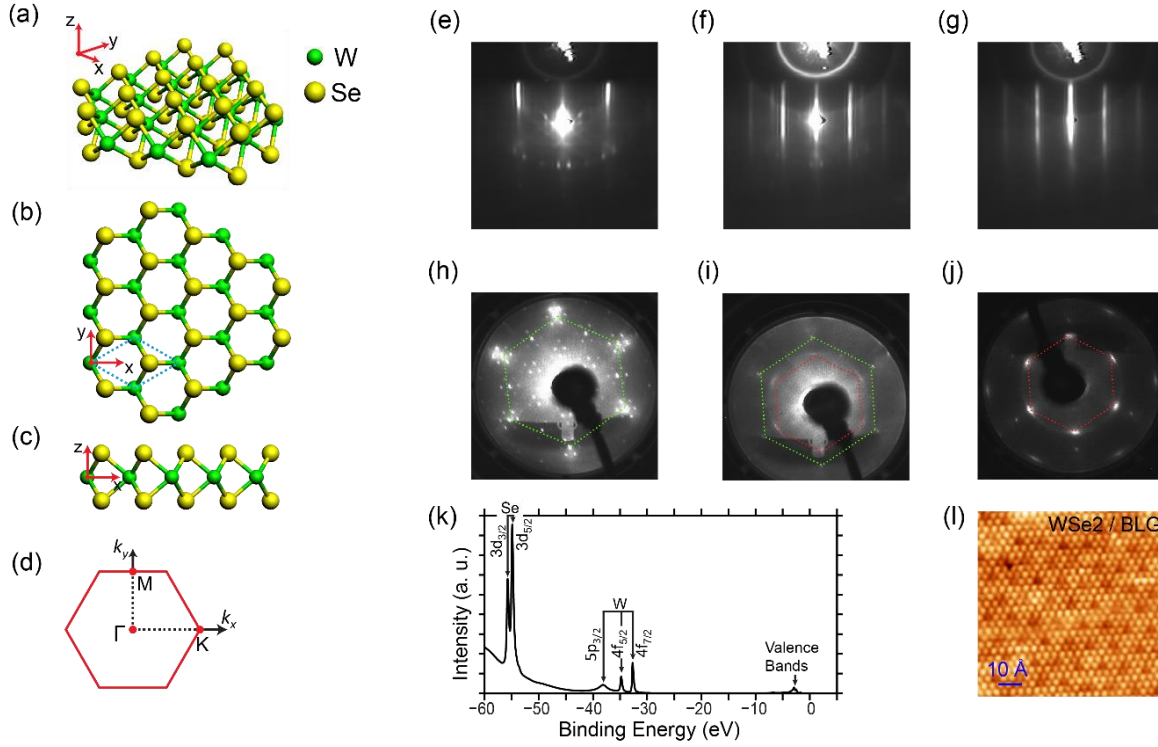 (a)
z
y
x
W
Se
(b)
y
x
(c)
z
x
(d)
k_y
M
Γ
K
k_x
(e)
(f)
(g)
(h)
(i)
(j)
(k)
Intensity (a. u.)
Se
3d3/2
3d5/2
W
5p3/2
4f5/2
4f7/2
Valence
Bands
−60 −50 −40 −30 −20 −10 0
Binding Energy (eV)
(l)
WSe2 / BLG
10 Å